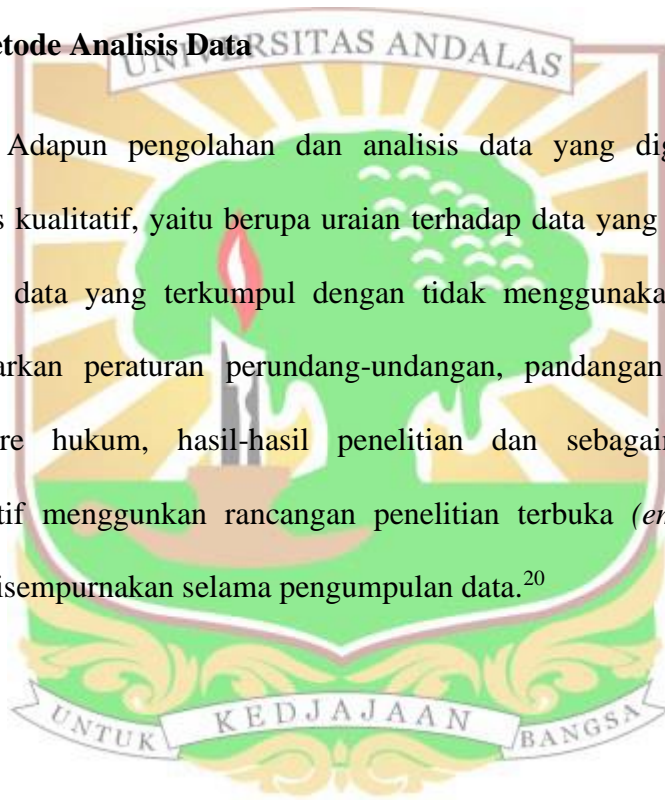 etode Analisis Data
UNIVERSITAS ANDALAS
Adapun pengolahan dan analisis data yang dig
s kualitatif, yaitu berupa uraian terhadap data yang
data yang terkumpul dengan tidak menggunaka
arkan peraturan perundang-undangan, pandangan
re hukum, hasil-hasil penelitian dan sebagain
tif menggunkan rancangan penelitian terbuka (en
isempurnakan selama pengumpulan data.20
UNTUK KEDJAJAAN BANGSA